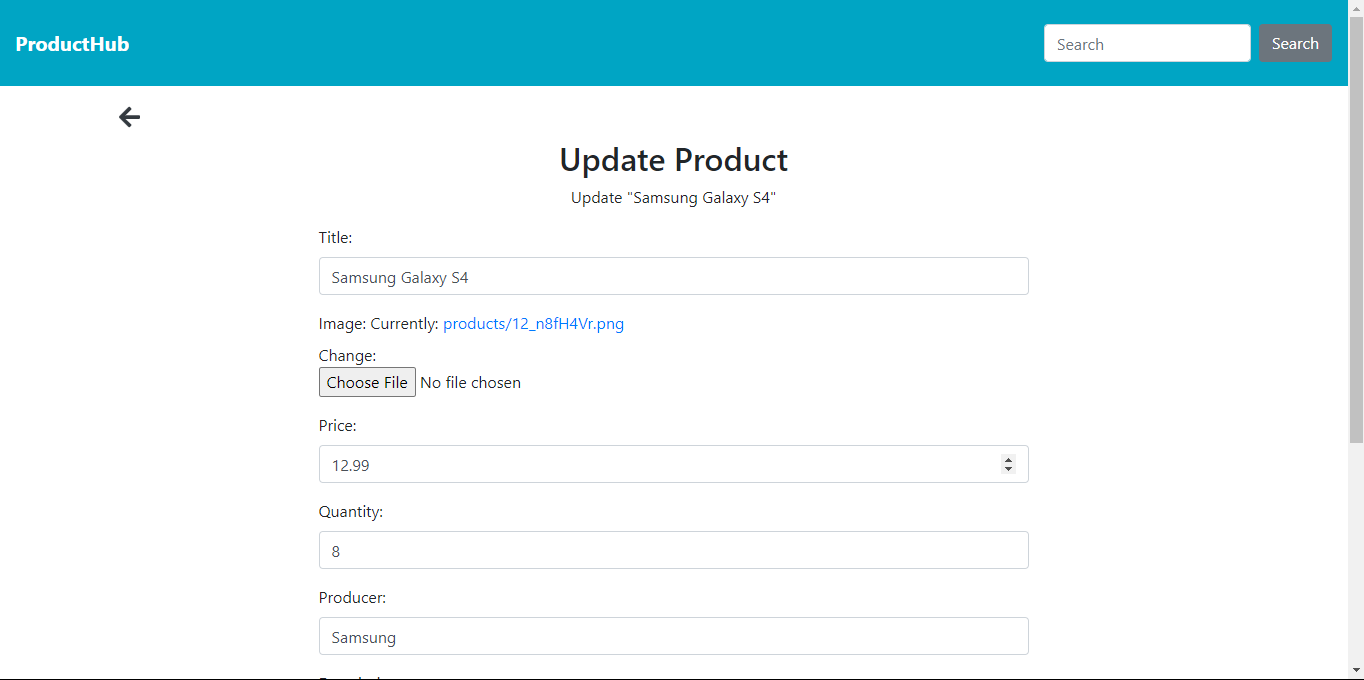 ProductHub
Search
Search
Update Product
Update "Samsung Galaxy S4"
Title:
Samsung Galaxy S4
Image: Currently: products/12_n8fH4Vr.png
Change:
Choose File No file chosen
Price:
12.99
Quantity:
8
Producer:
Samsung